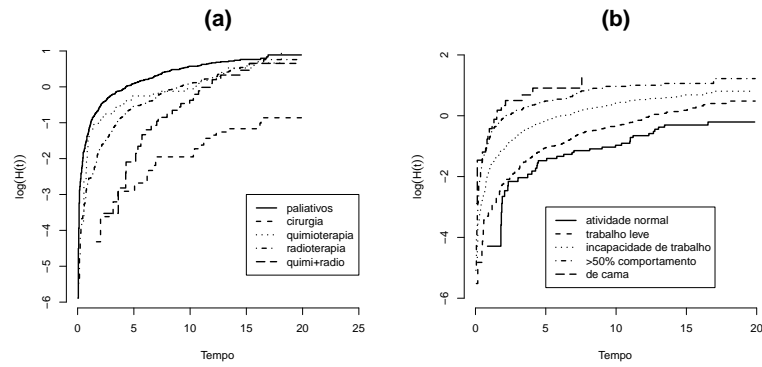 (a)
log(H(t))
1
0
−1
−2
−3
−4
−5
−6
paliativos
cirurgia
quimioterapia
radioterapia
quimi+radio
0 5 10 15 20 25
Tempo
(b)
log(H(t))
2
0
−2
−4
−6
atividade normal
trabalho leve
incapacidade de trabalho
>50% comportamento
de cama
0 5 10 15 20
Tempo